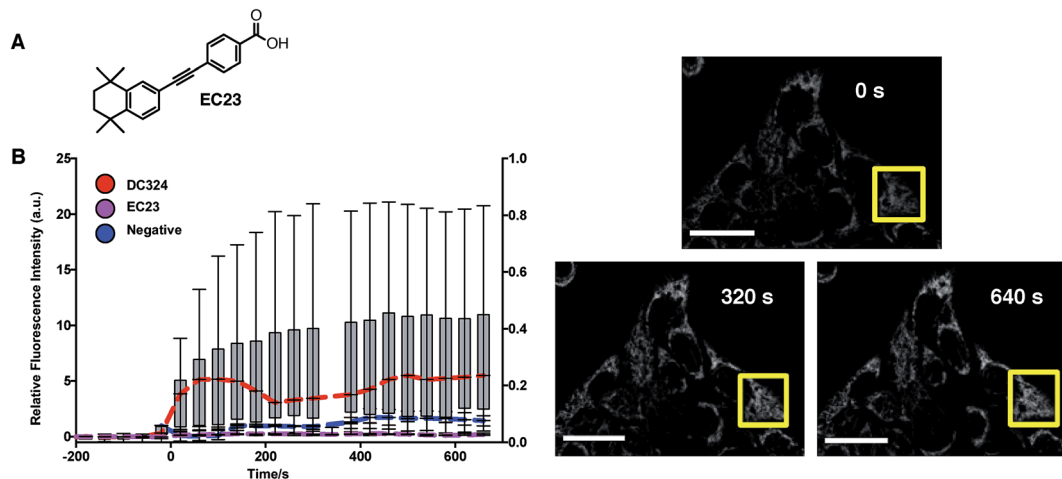 A
O
OH
EC23
B
DC324
EC23
Negative
Relative Fluorescence Intensity (a.u.)
25
20
15
10
5
0
1.0
0.8
0.6
0.4
0.2
0.0
-200
0
200
400
600
Time/s
0 s
320 s
640 s